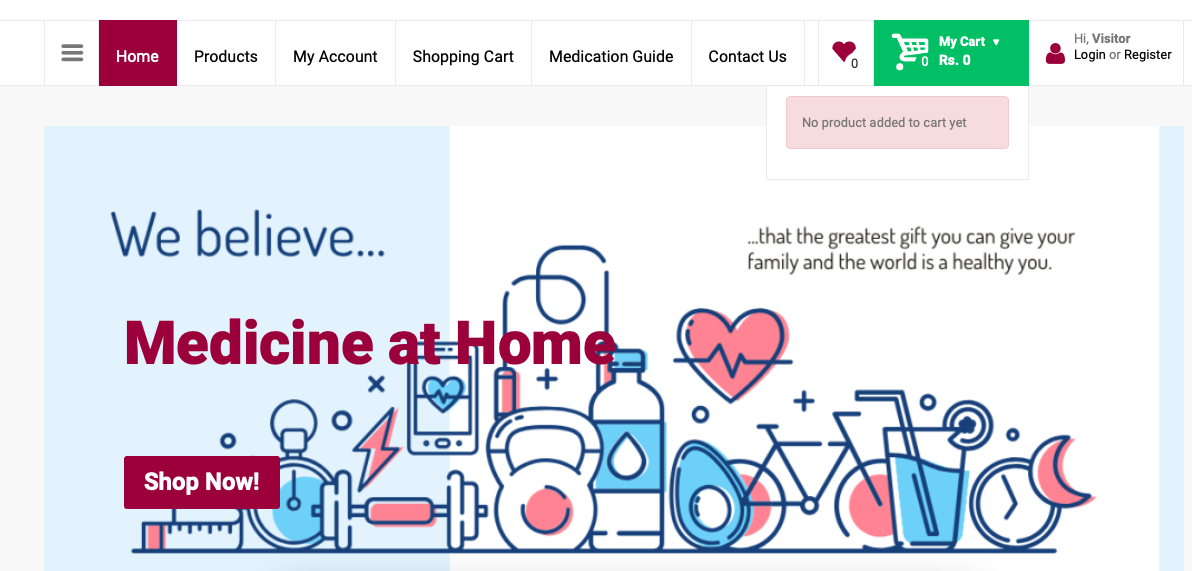 Home
Products
My Account
Shopping Cart
Medication Guide
Contact Us
0
0
My Cart ▼
Rs. 0
Hi, Visitor
Login or Register
No product added to cart yet
We believe...
...that the greatest gift you can give your
family and the world is a healthy you.
Medicine at Home
Shop Now!